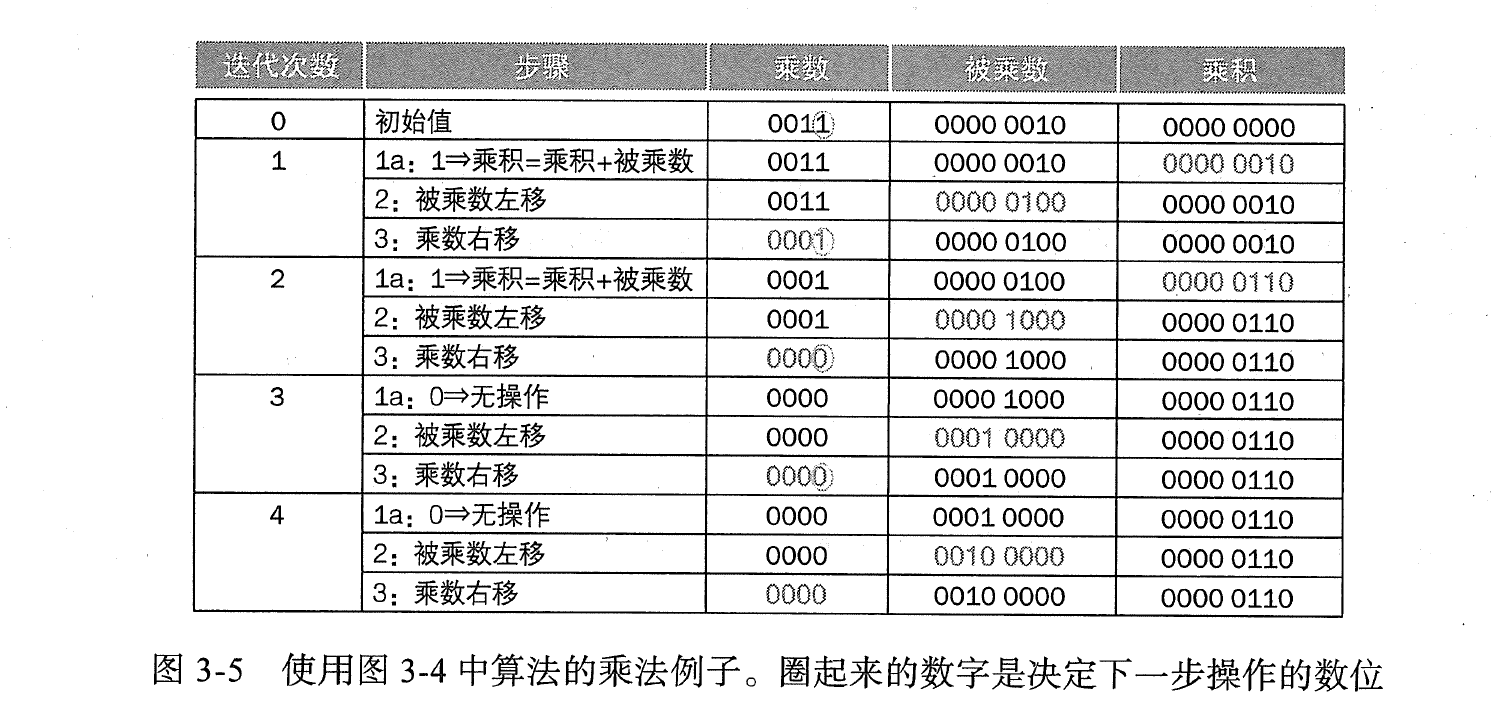 迭代次数 步骤 乘数 被乘数 乘积
0 初始值 0011 0000 0010 0000 0000
1 1a：1⇒乘积=乘积+被乘数 0011 0000 0010 0000 0010
2：被乘数左移 0011 0000 0100 0000 0010
3：乘数右移 0001 0000 0100 0000 0010
2 1a：1⇒乘积=乘积+被乘数 0001 0000 0100 0000 0110
2：被乘数左移 0001 0000 1000 0000 0110
3：乘数右移 0000 0000 1000 0000 0110
3 1a：0⇒无操作 0000 0000 1000 0000 0110
2：被乘数左移 0000 0001 0000 0000 0110
3：乘数右移 0000 0001 0000 0000 0110
4 1a：0⇒无操作 0000 0001 0000 0000 0110
2：被乘数左移 0000 0010 0000 0000 0110
3：乘数右移 0000 0010 0000 0000 0110
图 3-5 使用图 3-4 中算法的乘法例子。圈起来的数字是决定下一步操作的数位